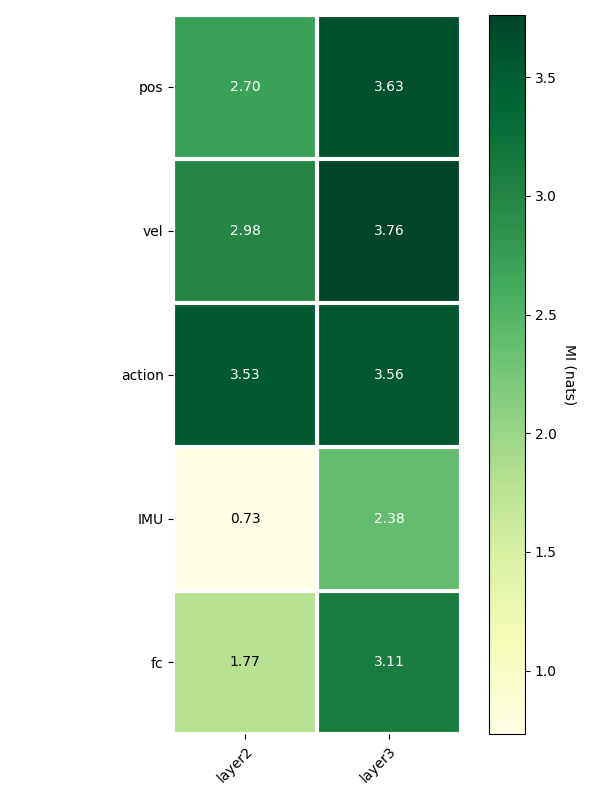 pos 2.70 3.63
vel 2.98 3.76
action 3.53 3.56
IMU 0.73 2.38
fc 1.77 3.11
layer2 layer3
3.5
3.0
2.5
2.0
1.5
1.0
MI (nats)